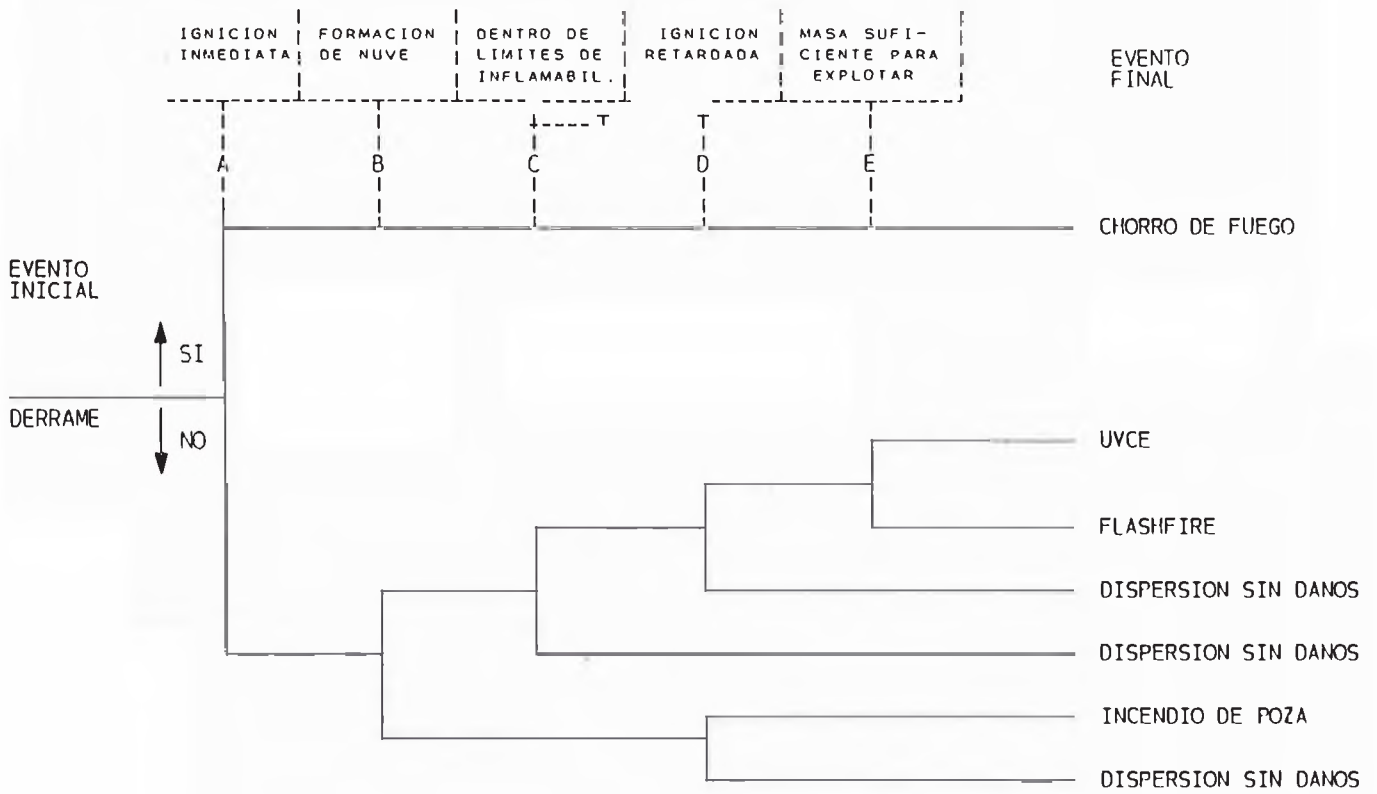 IGNICION
INMEDIATA
FORMACION
DE NUVE
DENTRO DE
LIMITES DE
INFLAMABIL.
IGNICION
RETARDADA
MASA SUFI-
CIENTE PARA
EXPLOTAR
EVENTO
FINAL
T
T
A
B
C
D
E
CHORRO DE FUEGO
EVENTO
INICIAL
SI
DERRAME
NO
UVCE
FLASHFIRE
DISPERSION SIN DANOS
DISPERSION SIN DANOS
INCENDIO DE POZA
DISPERSION SIN DANOS